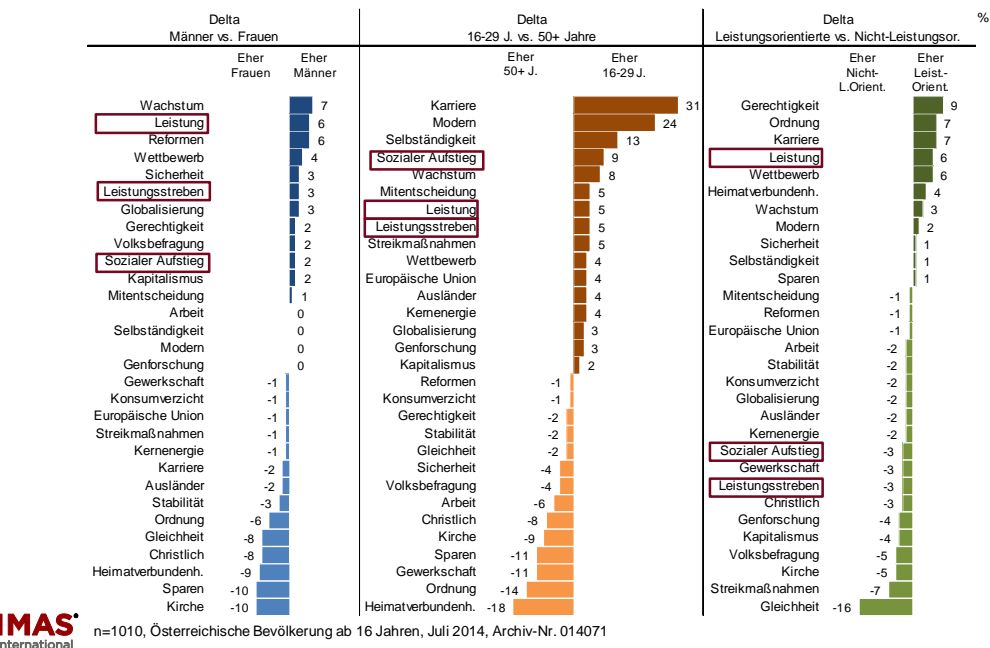 Delta
Männer vs. Frauen
Eher
Frauen
Eher
Männer
Wachstum 7
Leistung 6
Reformen 6
Wettbewerb 4
Sicherheit 3
Leistungsstreben 3
Globalisierung 3
Gerechtigkeit 2
Volksbefragung 2
Sozialer Aufstieg 2
Kapitalismus 2
Mitentscheidung 1
Arbeit 0
Selbständigkeit 0
Modern 0
Genforschung 0
Gewerkschaft -1
Konsumverzicht -1
Europäische Union -1
Streikmaßnahmen -1
Kernenergie -1
Karriere -2
Ausländer -2
Stabilität -3
Ordnung -6
Gleichheit -8
Christlich -8
Heimatverbundenh. -9
Sparen -10
Kirche -10
Delta
16-29 J. vs. 50+ Jahre
Eher
50+ J.
Eher
16-29 J.
Karriere 31
Modern 24
Selbständigkeit 13
Sozialer Aufstieg 9
Wachstum 8
Mitentscheidung 5
Leistung 5
Leistungsstreben 5
Streikmaßnahmen 5
Wettbewerb 4
Europäische Union 4
Ausländer 4
Kernenergie 4
Globalisierung 3
Genforschung 3
Kapitalismus 2
Reformen -1
Konsumverzicht -1
Gerechtigkeit -2
Stabilität -2
Gleichheit -2
Sicherheit -4
Volksbefragung -4
Arbeit -6
Christlich -8
Kirche -9
Sparen -11
Gewerkschaft -11
Ordnung -14
Heimatverbundenh. -18
Delta
Leistungsorientierte vs. Nicht-Leistungsor.
%
Eher
Nicht-
L.Orient.
Eher
Leist.-
Orient.
Gerechtigkeit 9
Ordnung 7
Karriere 7
Leistung 6
Wettbewerb 6
Heimatverbundenh. 4
Wachstum 3
Modern 2
Sicherheit 1
Selbständigkeit 1
Sparen 1
Mitentscheidung -1
Reformen -1
Europäische Union -1
Arbeit -2
Stabilität -2
Konsumverzicht -2
Globalisierung -2
Ausländer -2
Kernenergie -2
Sozialer Aufstieg -3
Gewerkschaft -3
Leistungsstreben -3
Christlich -3
Genforschung -4
Kapitalismus -4
Volksbefragung -5
Kirche -5
Streikmaßnahmen -7
Gleichheit -16
IMAS
International
n=1010, Österreichische Bevölkerung ab 16 Jahren, Juli 2014, Archiv-Nr. 014071